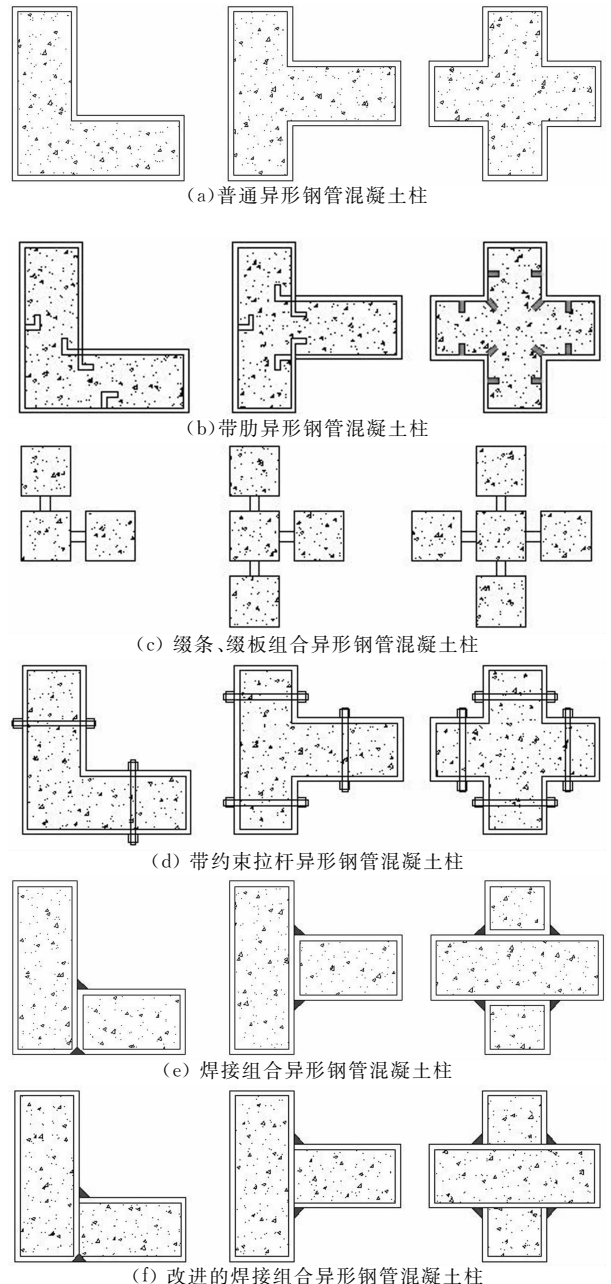 (a)普通异形钢管混凝土柱
(b)带肋异形钢管混凝土柱
(c) 缀条、缀板组合异形钢管混凝土柱
(d) 带约束拉杆异形钢管混凝土柱
(e) 焊接组合异形钢管混凝土柱
(f) 改进的焊接组合异形钢管混凝土柱